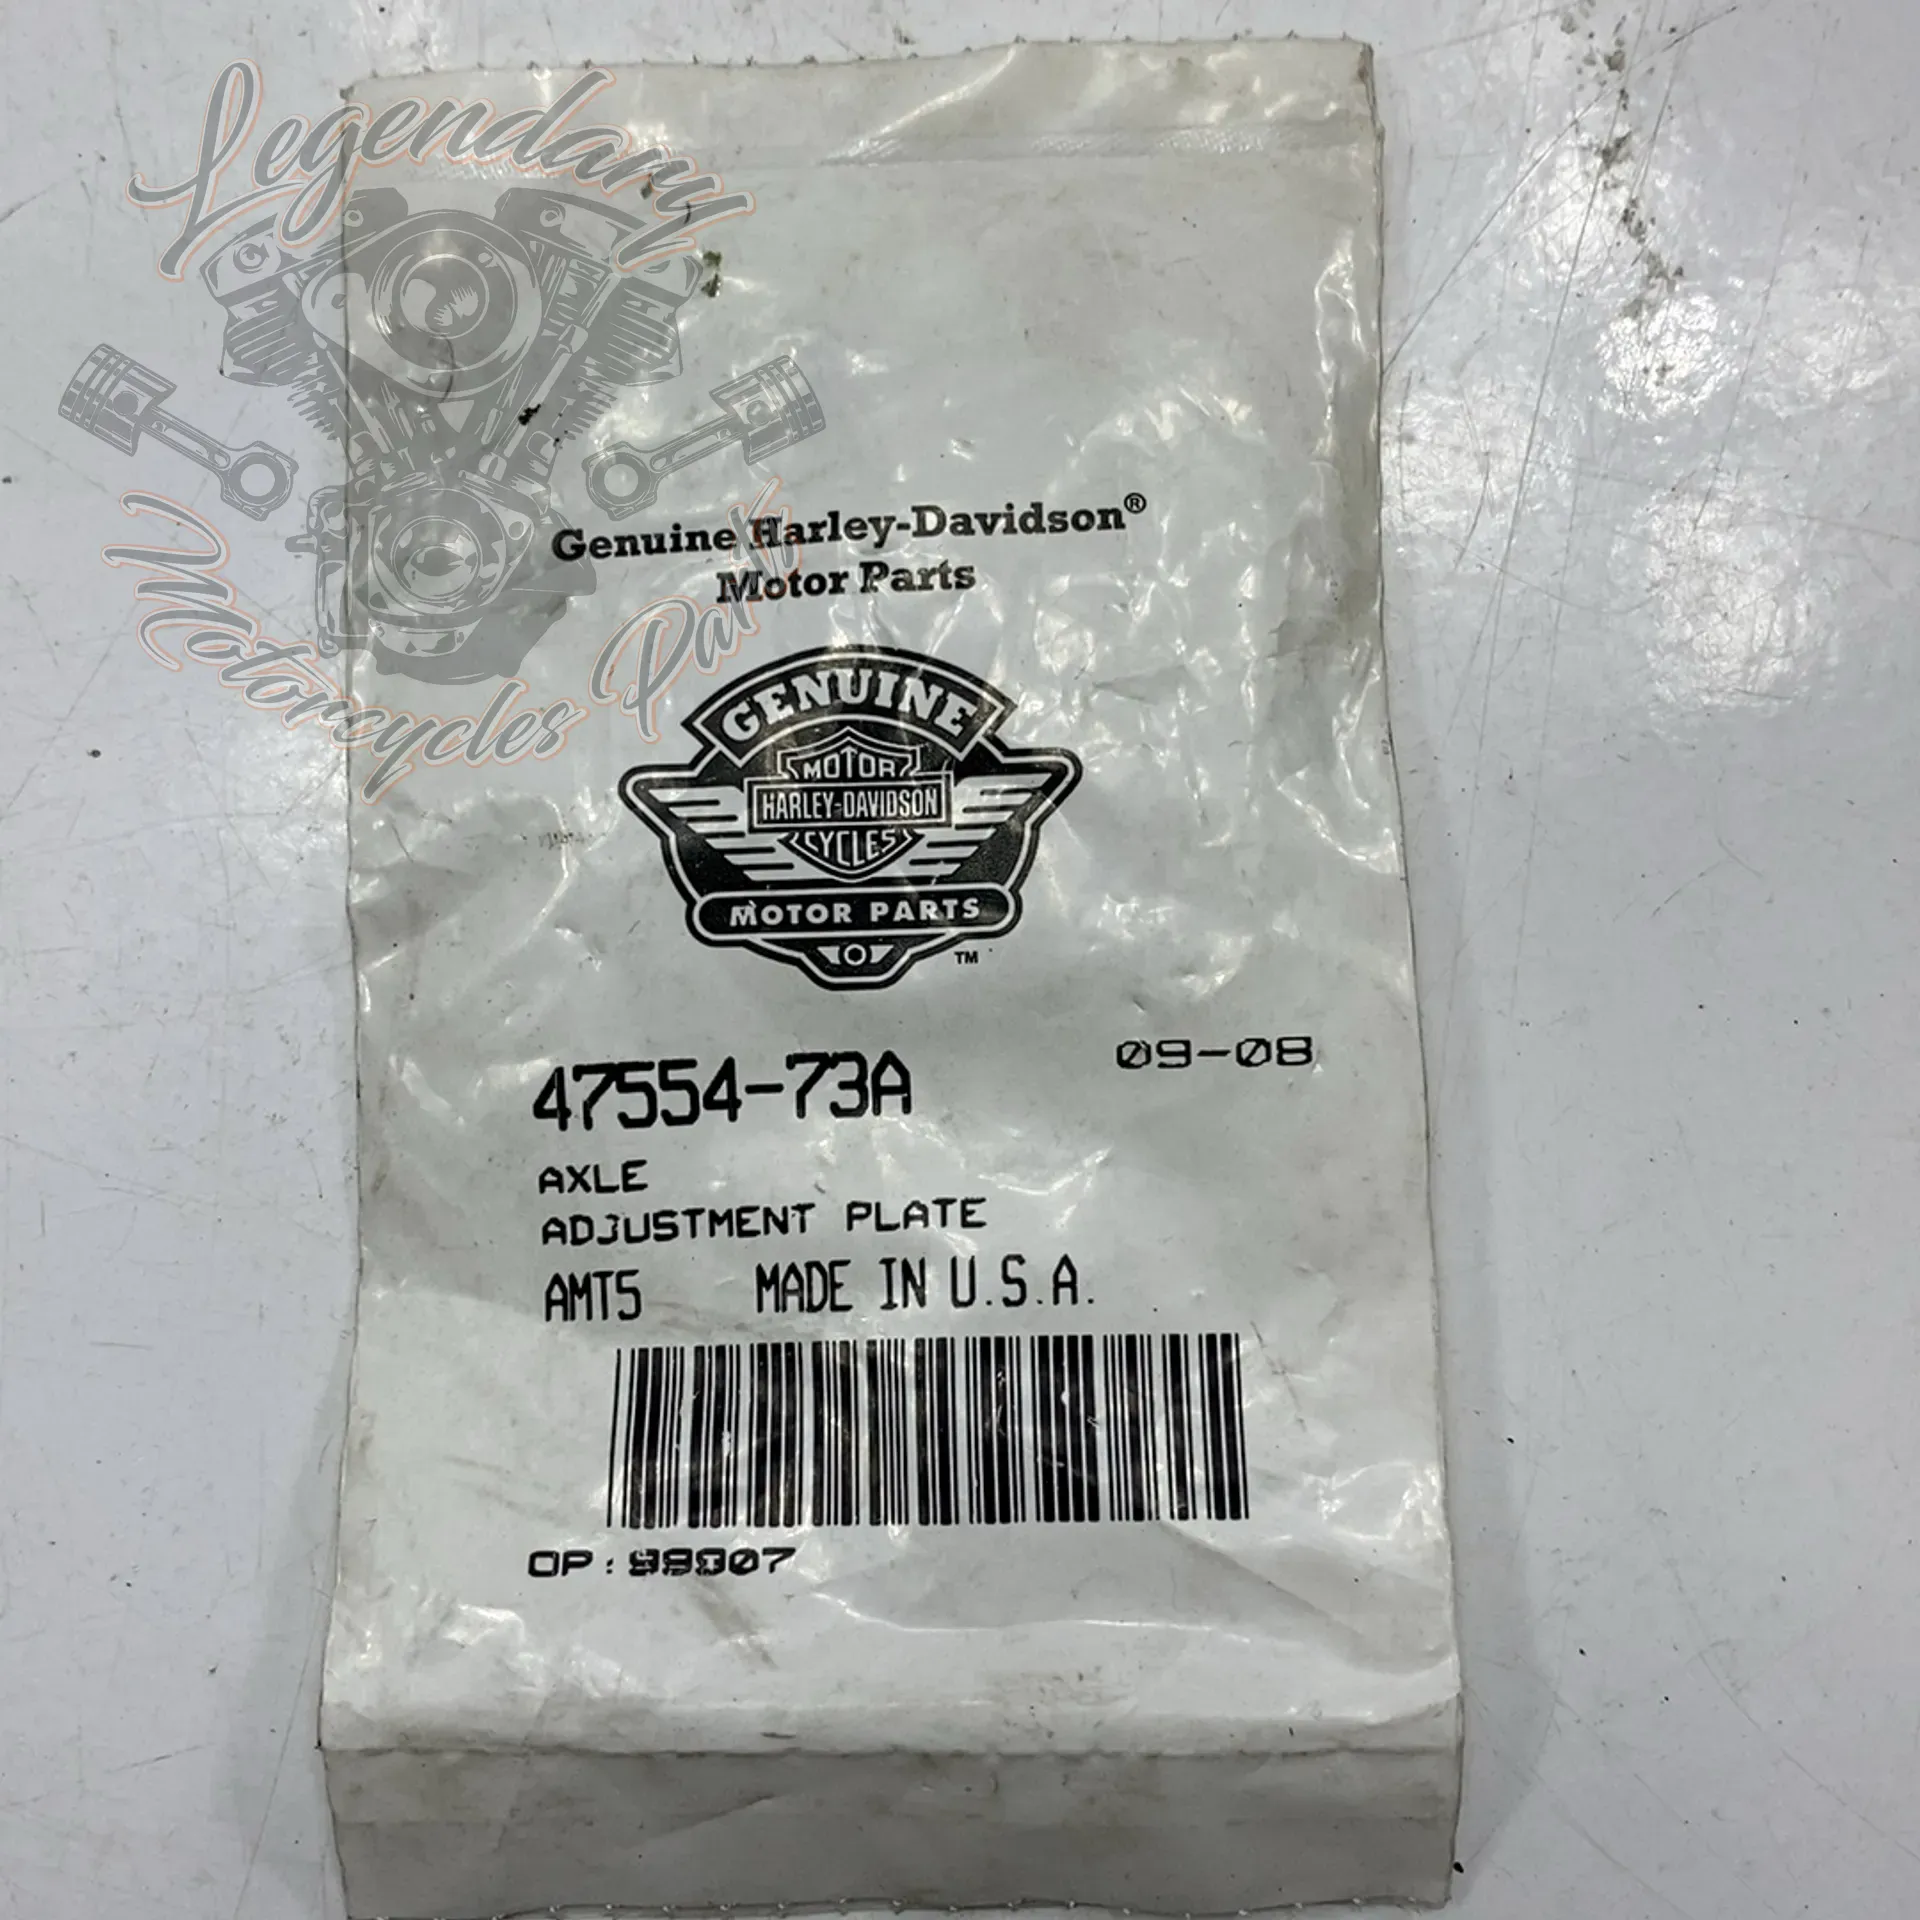 Legendary
Motorcycles Parts
Genuine Harley-Davidson®
Motor Parts
GENUINE
MOTOR
HARLEY-DAVIDSON
CYCLES
MOTOR PARTS
TM
09-08
47554-73A
AXLE
ADJUSTMENT PLATE
AMT5 MADE IN U.S.A.
OP: